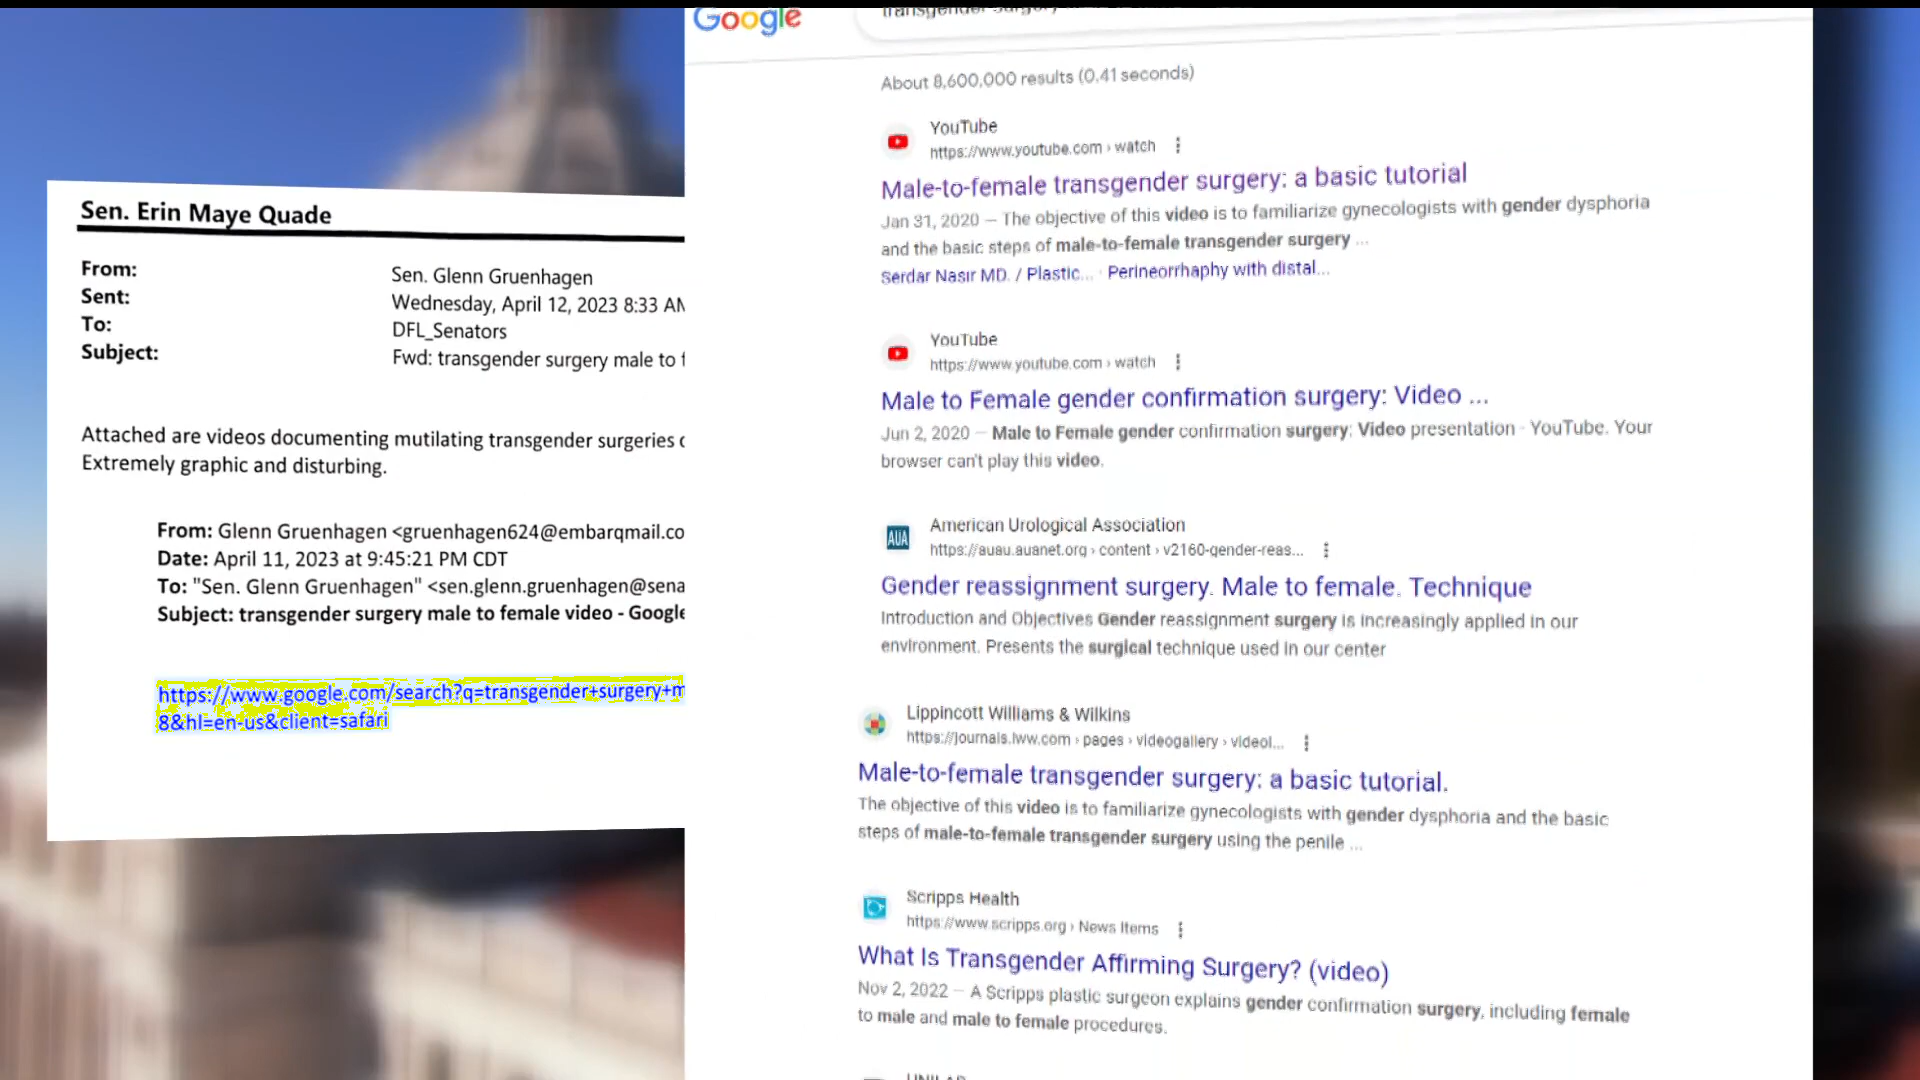 Sen. Erin Maye Quade
From: Sen. Glenn Gruenhagen
Sent: Wednesday, April 12, 2023 8:33 AM
To: DFL_Senators
Subject: Fwd: transgender surgery male to f
Attached are videos documenting mutilating transgender surgeries
Extremely graphic and disturbing.
From: Glenn Gruenhagen <gruenhagen624@embarqmail.co
Date: April 11, 2023 at 9:45:21 PM CDT
To: "Sen. Glenn Gruenhagen" <sen.glenn.gruenhagen@sena
Subject: transgender surgery male to female video - Google
https://www.google.com/search?q=transgender+surgery+m
8&hl=en-us&client=safari
Google
transgender surgery
About 8,600,000 results (0.41 seconds)
YouTube
https://www.youtube.com › watch
Male-to-female transgender surgery: a basic tutorial
Jan 31, 2020 — The objective of this video is to familiarize gynecologists with gender dysphoria
and the basic steps of male-to-female transgender surgery ...
Serdar Nasır MD. / Plastic... · Perineorrhaphy with distal...
YouTube
https://www.youtube.com › watch
Male to Female gender confirmation surgery: Video ...
Jun 2, 2020 — Male to Female gender confirmation surgery: Video presentation · YouTube. Your
browser can't play this video.
American Urological Association
https://auau.auanet.org › content › v2160-gender-reas...
Gender reassignment surgery. Male to female. Technique
Introduction and Objectives Gender reassignment surgery is increasingly applied in our
environment. Presents the surgical technique used in our center
Lippincott Williams & Wilkins
https://journals.lww.com › pages › videogallery › videol...
Male-to-female transgender surgery: a basic tutorial.
The objective of this video is to familiarize gynecologists with gender dysphoria and the basic
steps of male-to-female transgender surgery using the penile ...
Scripps Health
https://www.scripps.org › News Items
What Is Transgender Affirming Surgery? (video)
Nov 2, 2022 — A Scripps plastic surgeon explains gender confirmation surgery, including female
to male and male to female procedures.